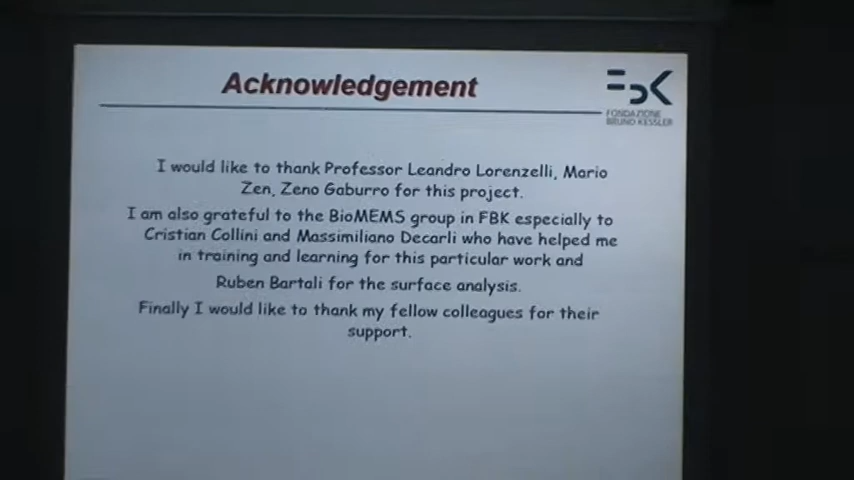 Acknowledgement
FBK
FONDAZIONE
BRUNO KESSLER
I would like to thank Professor Leandro Lorenzelli, Mario
Zen, Zeno Gaburro for this project.
I am also grateful to the BioMEMS group in FBK especially to
Cristian Collini and Massimiliano Decarli who have helped me
in training and learning for this particular work and
Ruben Bartali for the surface analysis.
Finally I would like to thank my fellow colleagues for their
support.